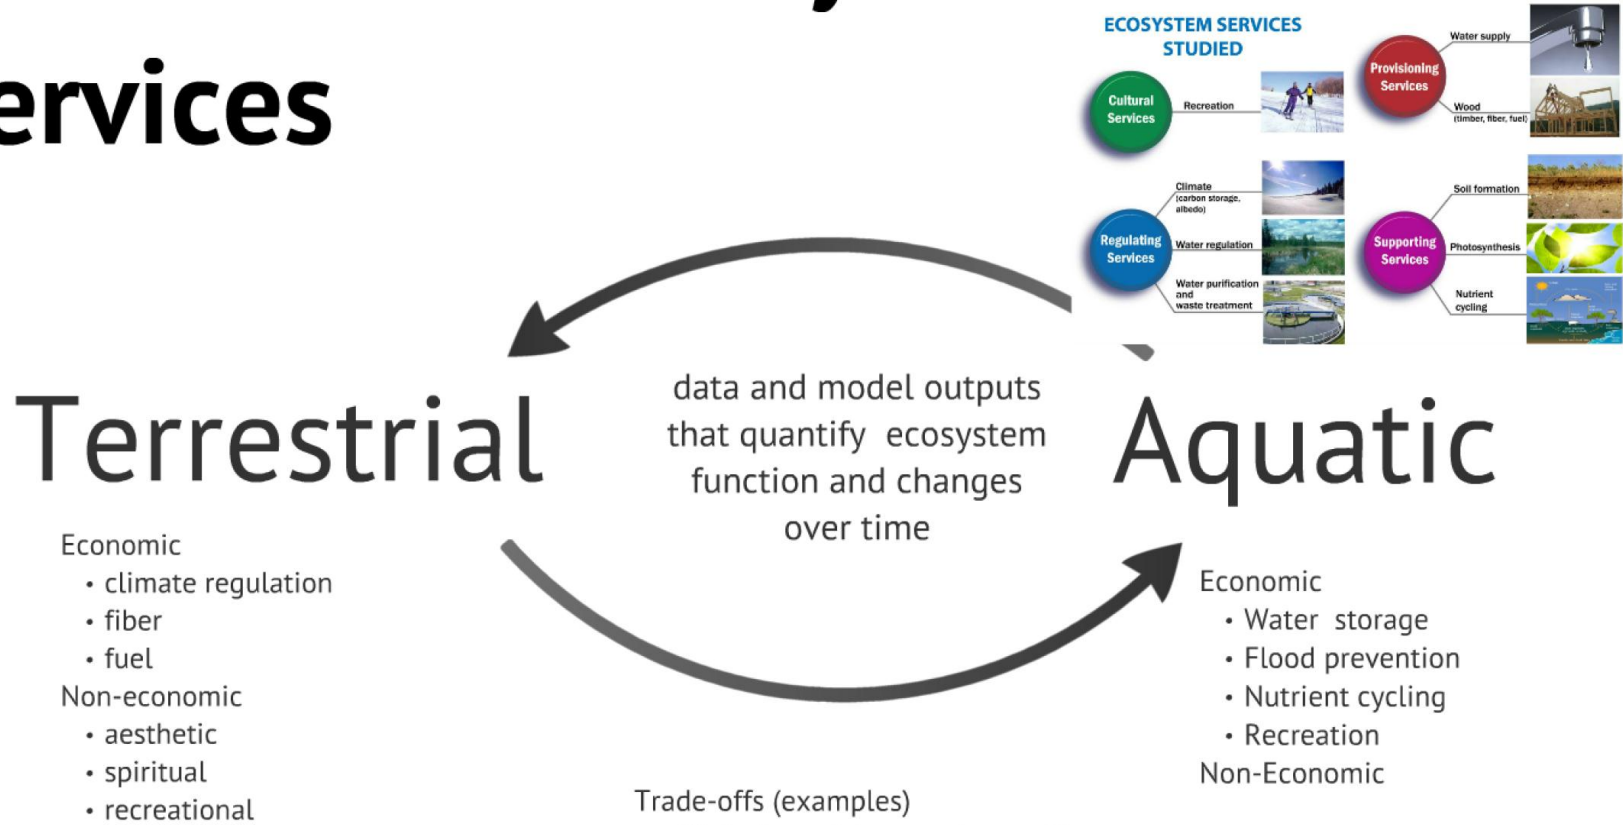 ervices
ECOSYSTEM SERVICES
STUDIED
Cultural
Services
Recreation
Provisioning
Services
Water supply
Wood
(timber, fiber, fuel)
Regulating
Services
Climate
(carbon storage,
albedo)
Water regulation
Water purification
and
waste treatment
Supporting
Services
Soil formation
Photosynthesis
Nutrient
cycling
Terrestrial
data and model outputs
that quantify ecosystem
function and changes
over time
Aquatic
Economic
• climate regulation
• fiber
• fuel
Non-economic
• aesthetic
• spiritual
• recreational
Economic
• Water storage
• Flood prevention
• Nutrient cycling
• Recreation
Non-Economic
Trade-offs (examples)